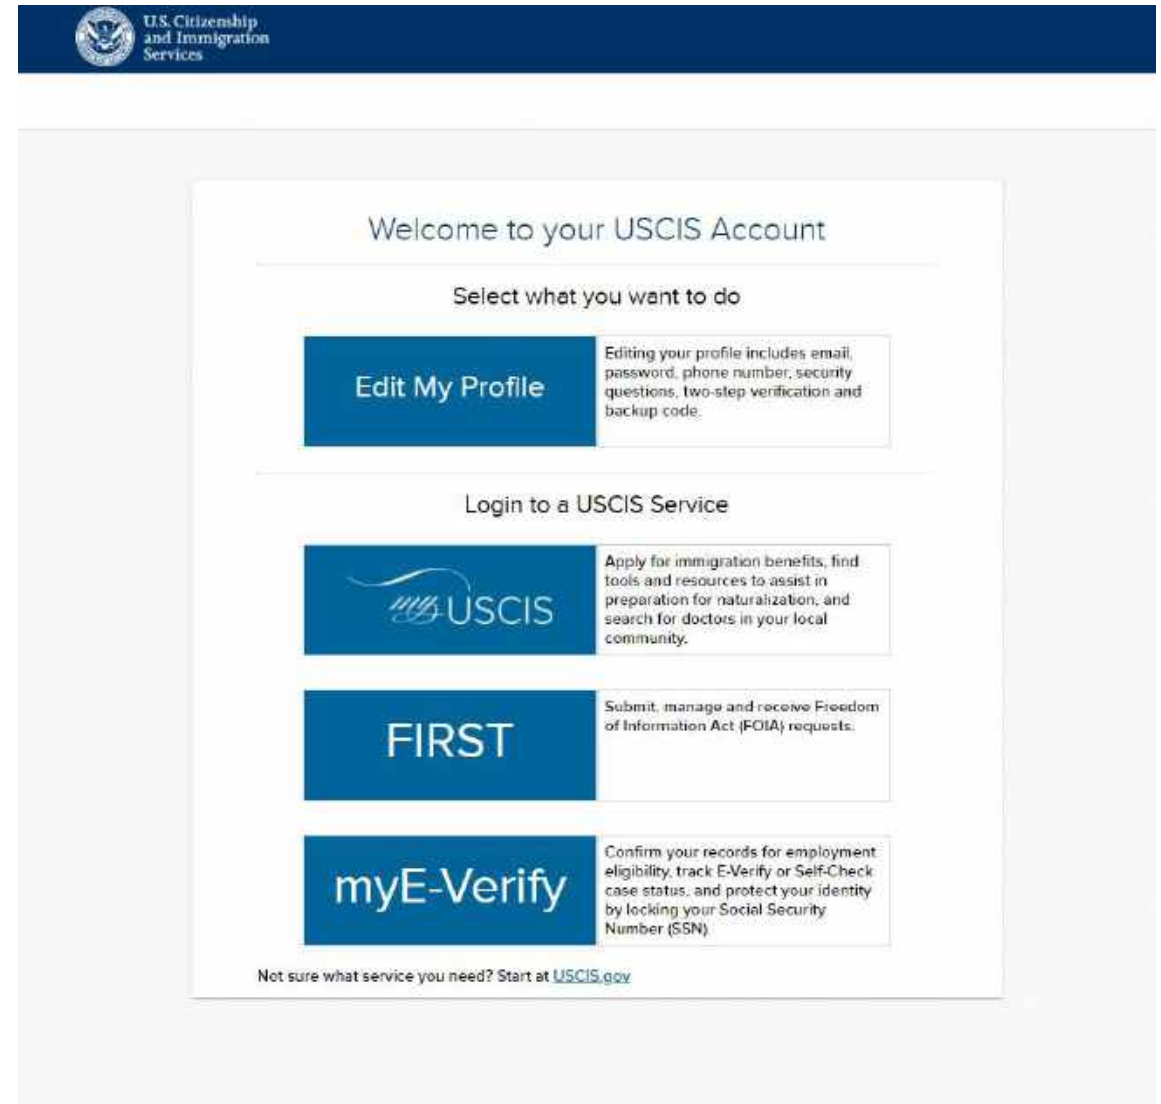 U.S. Citizenship
and Immigration
Services
Welcome to your USCIS Account
Select what you want to do
Edit My Profile
Editing your profile includes email,
password, phone number, security
questions, two-step verification and
backup code.
Login to a USCIS Service
my USCIS
Apply for immigration benefits, find
tools and resources to assist in
preparation for naturalization, and
search for doctors in your local
community.
FIRST
Submit, manage and receive Freedom
of Information Act (FOIA) requests.
myE-Verify
Confirm your records for employment
eligibility, track E-Verify or Self-Check
case status, and protect your identity
by locking your Social Security
Number (SSN)
Not sure what service you need? Start at USCIS.gov